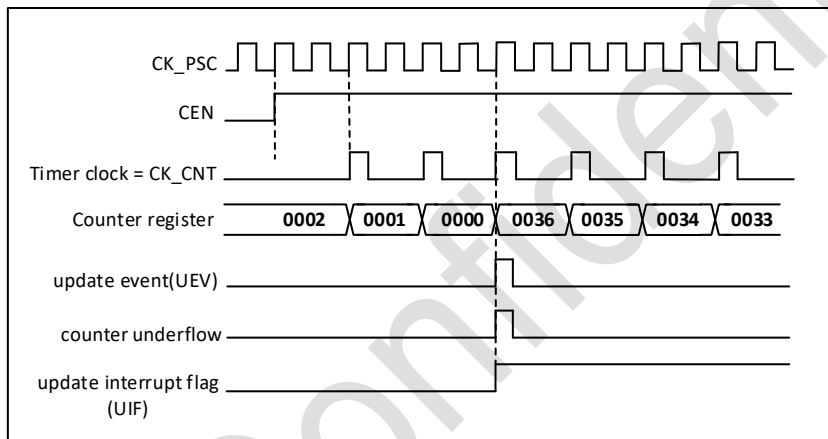 CK_PSC
CEN
Timer clock = CK_CNT
Counter register 0002 0001 0000 0036 0035 0034 0033
update event(UEV)
counter underflow
update interrupt flag
(UIF)